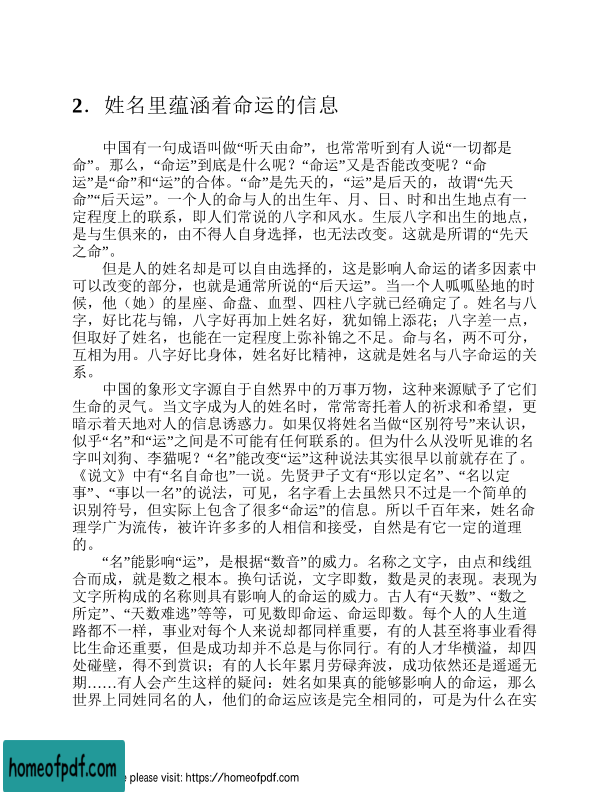 2．姓名里蕴涵着命运的信息
中国有一句成语叫做“听天由命”，也常常听到有人说“一切都是
命”。那么，“命运”到底是什么呢？“命运”又是否能改变呢？“命
运”是“命”和“运”的合体。“命”是先天的，“运”是后天的，故谓“先天
命”“后天运”。一个人的命与人的出生年、月、日、时和出生地点有一
定程度上的联系，即人们常说的八字和风水。生辰八字和出生的地点，
是与生俱来的，由不得人自身选择，也无法改变。这就是所谓的“先天
之命”。
但是人的姓名却是可以自由选择的，这是影响人命运的诸多因素中
可以改变的部分，也就是通常所说的“后天运”。当一个人呱呱坠地的时
候，他（她）的星座、命盘、血型、四柱八字就已经确定了。姓名与八
字，好比花与锦，八字好再加上姓名好，犹如锦上添花；八字差一点，
但取好了姓名，也能在一定程度上弥补锦之不足。命与名，两不可分，
互相为用。八字好比身体，姓名好比精神，这就是姓名与八字命运的关
系。
中国的象形文字源自于自然界中的万事万物，这种来源赋予了它们
生命的灵气。当文字成为人的姓名时，常常寄托着人的祈求和希望，更
暗示着天地对人的信息诱惑力。如果仅将姓名当做“区别符号”来认识，
似乎“名”和“运”之间是不可能有任何联系的。但为什么从没听见谁的名
字叫刘狗、李猫呢？“名”能改变“运”这种说法其实很早以前就存在了。
《说文》中有“名自命也”一说。先贤尹子文有“形以定名”、“名以定
事”、“事以一名”的说法，可见，名字看上去虽然只不过是一个简单的
识别符号，但实际上包含了很多“命运”的信息。所以千百年来，姓名命
理学广为流传，被许许多多的人相信和接受，自然是有它一定的道理
的。
“名”能影响“运”，是根据“数音”的威力。名称之文字，由点和线组
合而成，就是数之根本。换句话说，文字即数，数是灵的表现。表现为
文字所构成的名称则具有影响人的命运的威力。古人有“天数”、“数之
所定”、“天数难逃”等等，可见数即命运、命运即数。每个人的人生道
路都不一样，事业对每个人来说却都同样重要，有的人甚至将事业看得
比生命还重要，但是成功却并不总是与你同行。有的人才华横溢，却四
处碰壁，得不到赏识；有的人长年累月劳碌奔波，成功依然还是遥遥无
期……有人会产生这样的疑问：姓名如果真的能够影响人的命运，那么
世界上同姓同名的人，他们的命运应该是完全相同的，可是为什么在实
homeofpdf.com
please visit: https://homeofpdf.com